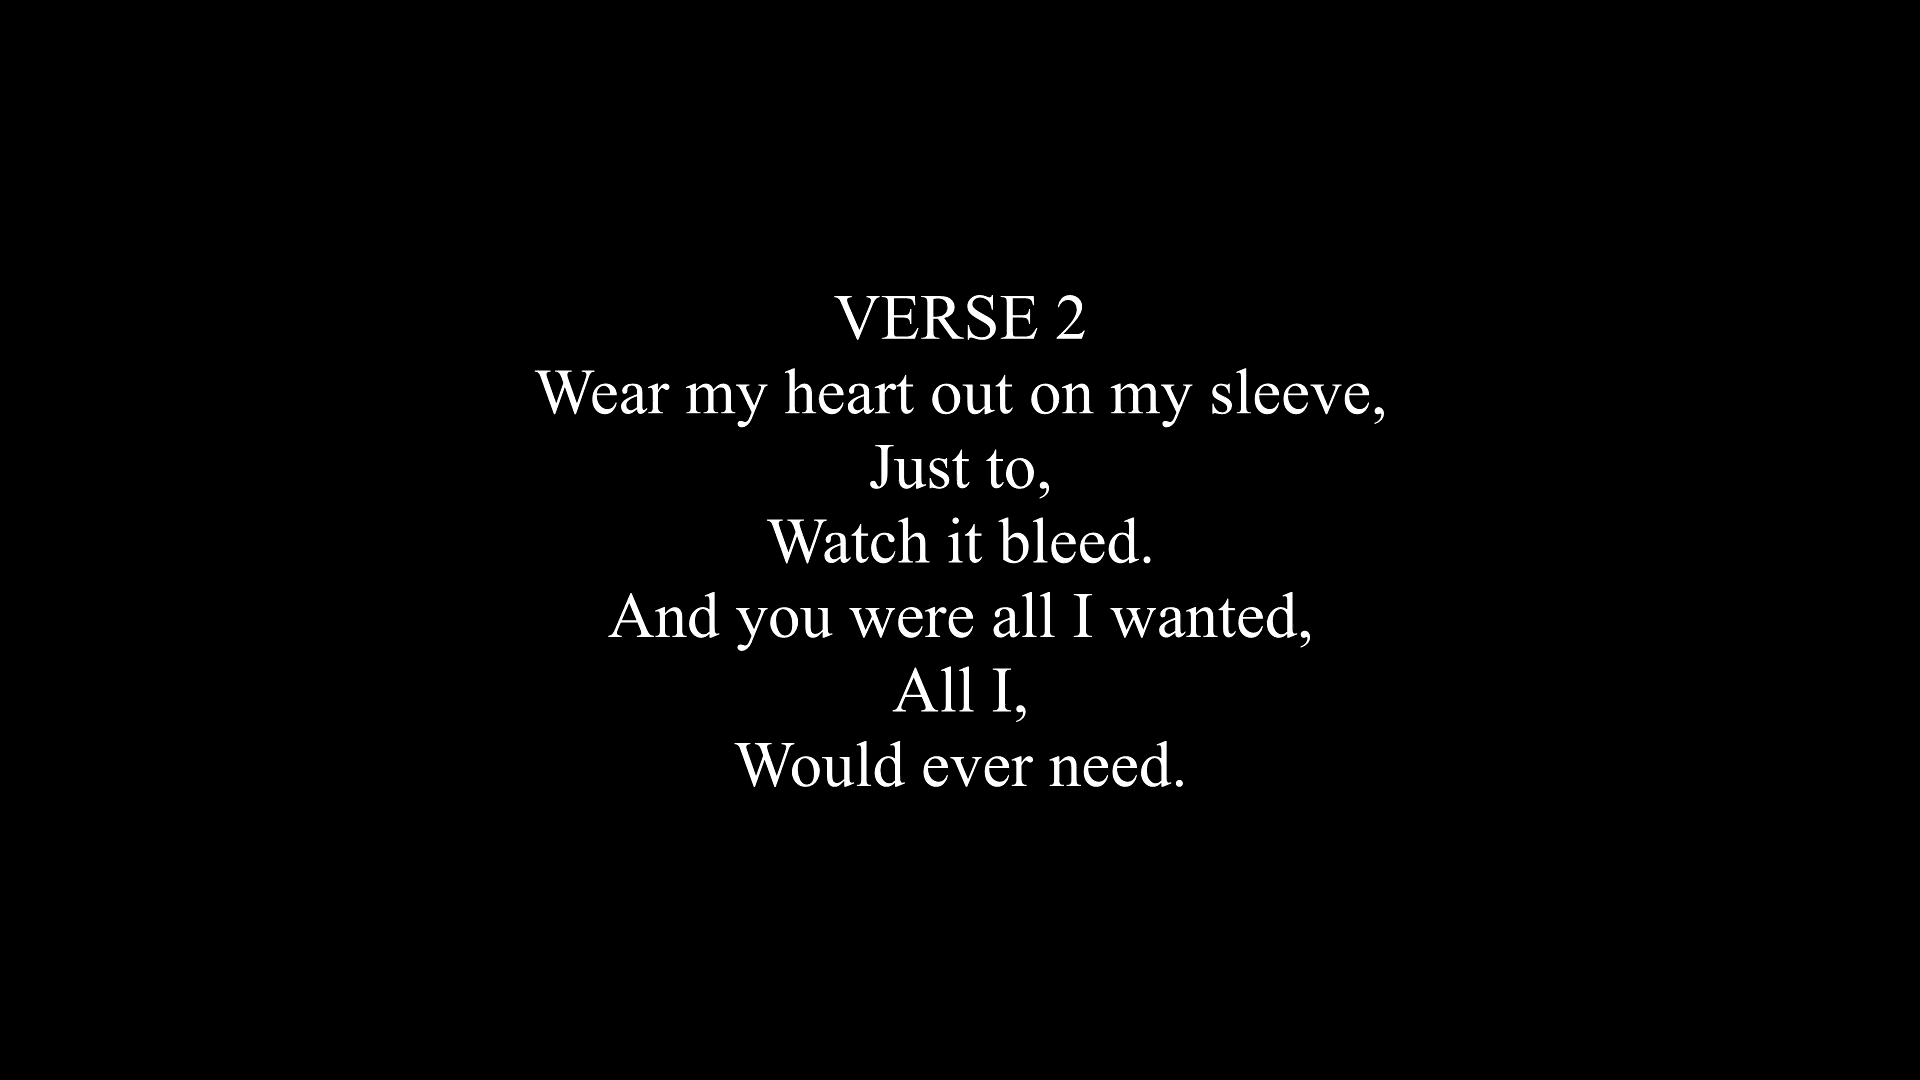 VERSE 2
Wear my heart out on my sleeve,
Just to,
Watch it bleed.
And you were all I wanted,
All I,
Would ever need.